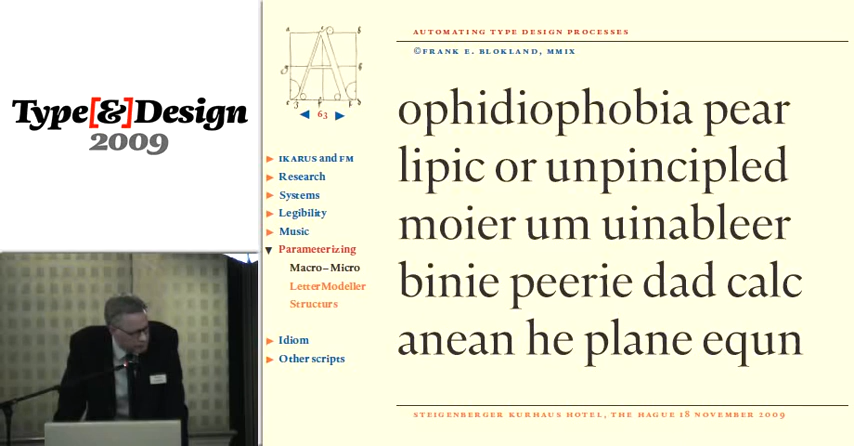 Type[&]Design
2009
AUTOMATING TYPE DESIGN PROCESSES
©FRANK E. BLOKLAND, MMIX
63
IKARUS and FM
Research
Systems
Legibility
Music
Parameterizing
Macro–Micro
LetterModeller
Structurs
Idiom
Other scripts
ophidiophobia pear
lipic or unpincipled
moier um uinableer
binie peerie dad calc
anean he plane equn
STEIGENBERGER KURHAUS HOTEL, THE HAGUE 18 NOVEMBER 2009